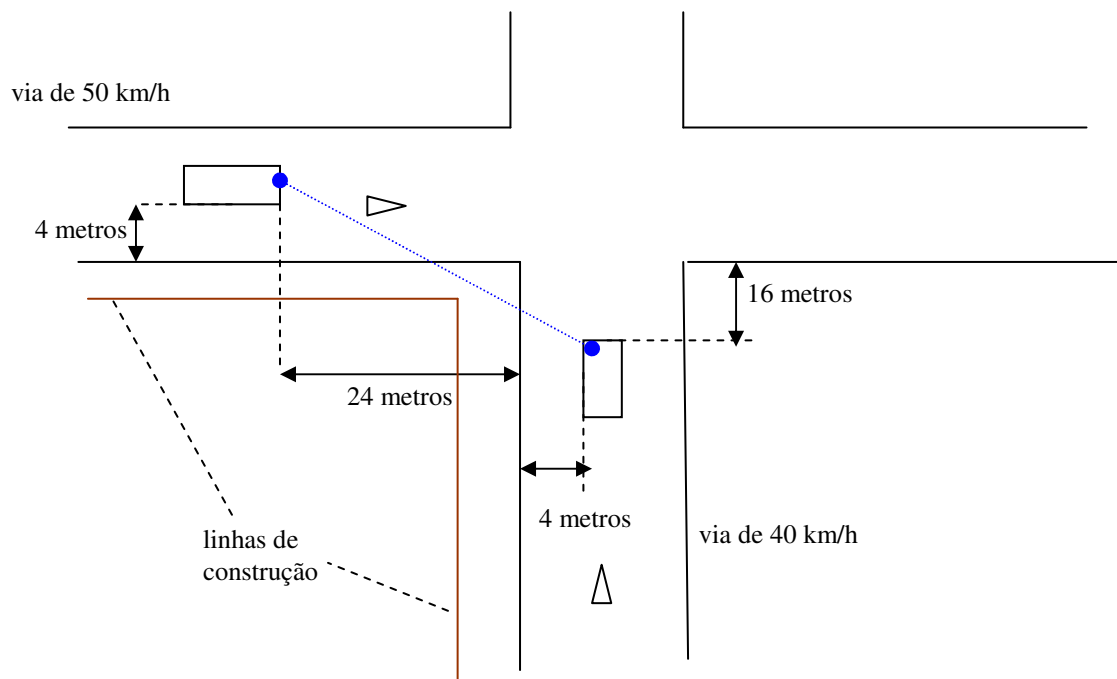 via de 50 km/h
4 metros
16 metros
24 metros
4 metros
via de 40 km/h
linhas de
construção